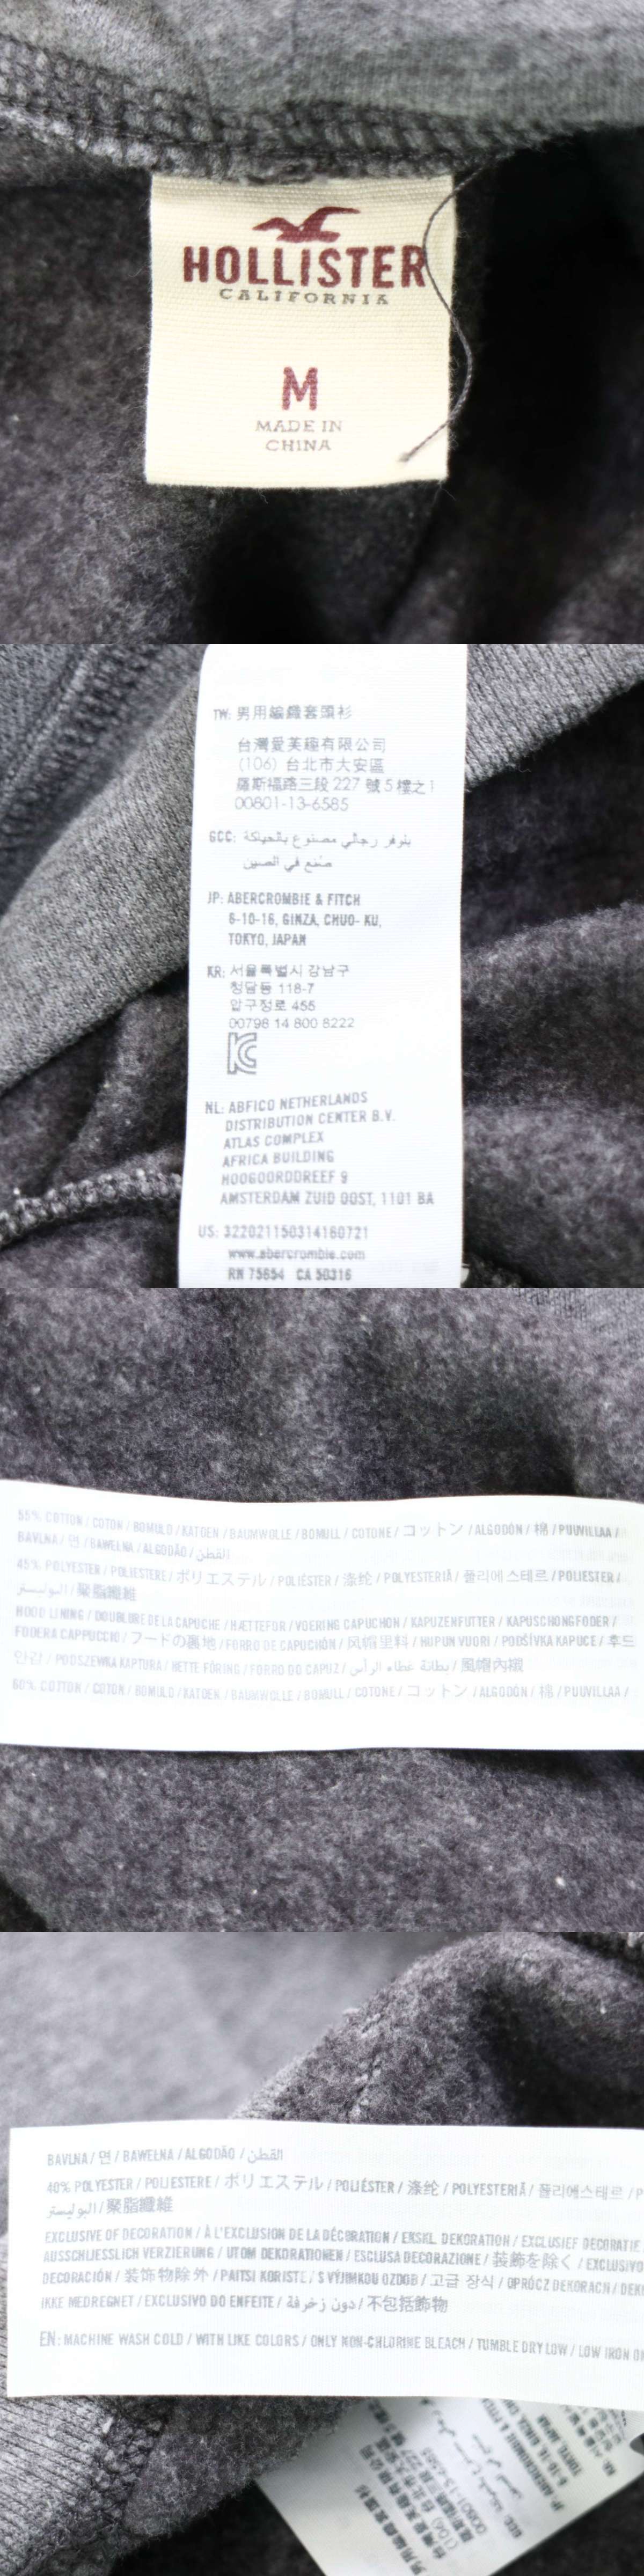 HOLLISTER
CALIFORNIA
M
MADE IN
CHINA
TW: 男用編織套頭衫
台灣愛芙趣有限公司
(106) 台北市大安區
羅斯福路三段 227 號 5 樓之1
00801-13-6585
GCC: بلوفر رجالي مصنوع بالحياكة
صنع في الصين
JP: ABERCROMBIE & FITCH
6-10-16, GINZA, CHUO- KU,
TOKYO, JAPAN
KR: 서울특별시 강남구
청담동 118-7
압구정로 455
00798 14 800 8222
KC
NL: ABFICO NETHERLANDS
DISTRIBUTION CENTER B.V.
ATLAS COMPLEX
AFRICA BUILDING
HOOGOORDDREEF 9
AMSTERDAM ZUID OOST, 1101 BA
US: 322021150314160721
www.abercrombie.com
RN 75654 CA 50316
55% COTTON / COTON / BOMULD / KATOEN / BAUMWOLLE / BOMULL / COTONE / コットン / ALGODÓN / 棉 / PUUVILLAA /
BAVLNA / 면 / BAWEŁNA / ALGODÃO / القطن
45% POLYESTER / POLIESTERE / ポリエステル / POLIÉSTER / 涤纶 / POLYESTERIÄ / 폴리에스테르 / POLIESTER /
البوليستر / 聚脂纖維
HOOD LINING / DOUBLURE DE LA CAPUCHE / HÆTTEFOR / VOERING CAPUCHON / KAPUZENFUTTER / KAPUSCHONGFODER /
FODERA CAPPUCCIO / フードの裏地 / FORRO DE CAPUCHÓN / 风帽里料 / HUPUN VUORI / PODŠÍVKA KAPUCE / 후드
안감 / PODSZEWKA KAPTURA / HETTE FÔRING / FORRO DO CAPUZ / بطانة غطاء الرأس / 風帽內襯
60% COTTON / COTON / BOMULD / KATOEN / BAUMWOLLE / BOMULL / COTONE / コットン / ALGODÓN / 棉 / PUUVILLAA /
BAVLNA / 면 / BAWEŁNA / ALGODÃO / القطن
40% POLYESTER / POLIESTERE / ポリエステル / POLIÉSTER / 涤纶 / POLYESTERIÄ / 폴리에스테르 / P
البوليستر / 聚脂纖維
EXCLUSIVE OF DECORATION / À L'EXCLUSION DE LA DÉCORATION / EKSKL. DEKORATION / EXCLUSIEF DECORATIE
AUSSCHLIESSLICH VERZIERUNG / UTOM DEKORATIONEN / ESCLUSA DECORAZIONE / 装飾を除く / EXCLUSIVO
DECORACIÓN / 装饰物除外 / PAITSI KORIST. / S VÝJIMKOU OZDOB / 고급 장식 / OPRÓCZ DEKORACJI / DEK
IKKE MEDREGNET / EXCLUSIVO DO ENFEITE / دون زخرفة / 不包括飾物
EN: MACHINE WASH COLD / WITH LIKE COLORS / ONLY NON-CHLORINE BLEACH / TUMBLE DRY LOW / LOW IRON